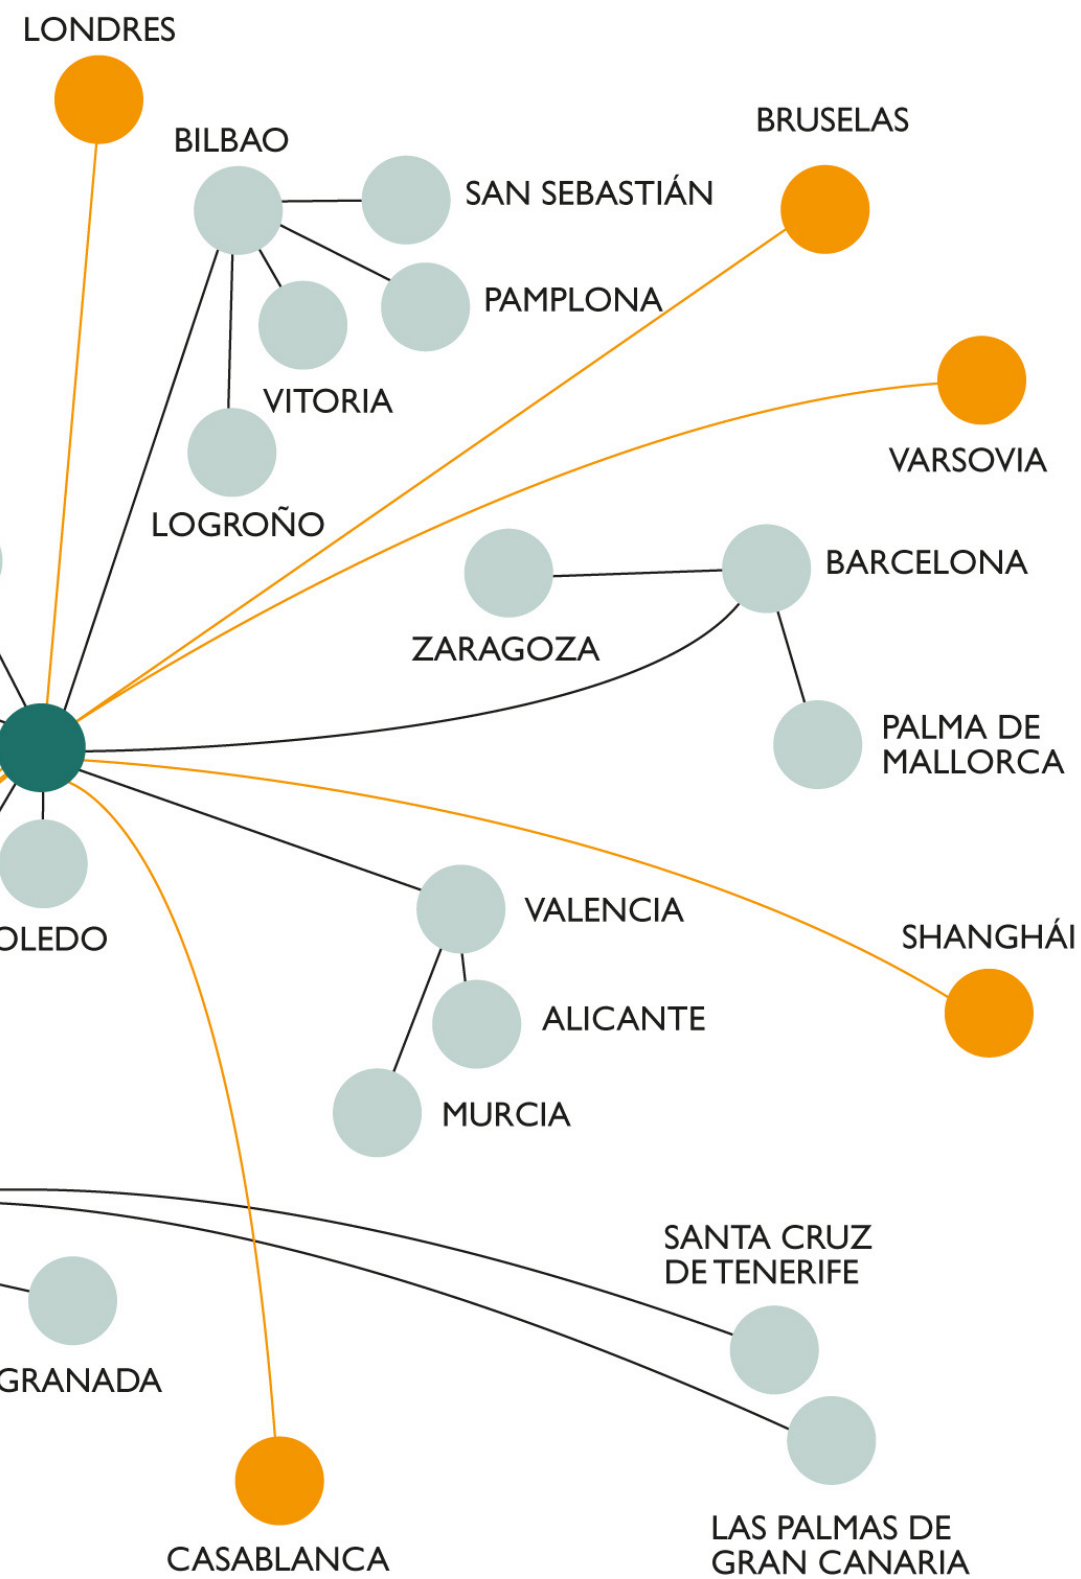 LONDRES
BRUSELAS
BILBAO
SAN SEBASTIÁN
PAMPLONA
VITORIA
VARSOVIA
LOGROÑO
BARCELONA
ZARAGOZA
PALMA DE
MALLORCA
VALENCIA
SHANGHÁI
OLEDO
ALICANTE
MURCIA
SANTA CRUZ
DE TENERIFE
GRANADA
LAS PALMAS DE
GRAN CANARIA
CASABLANCA